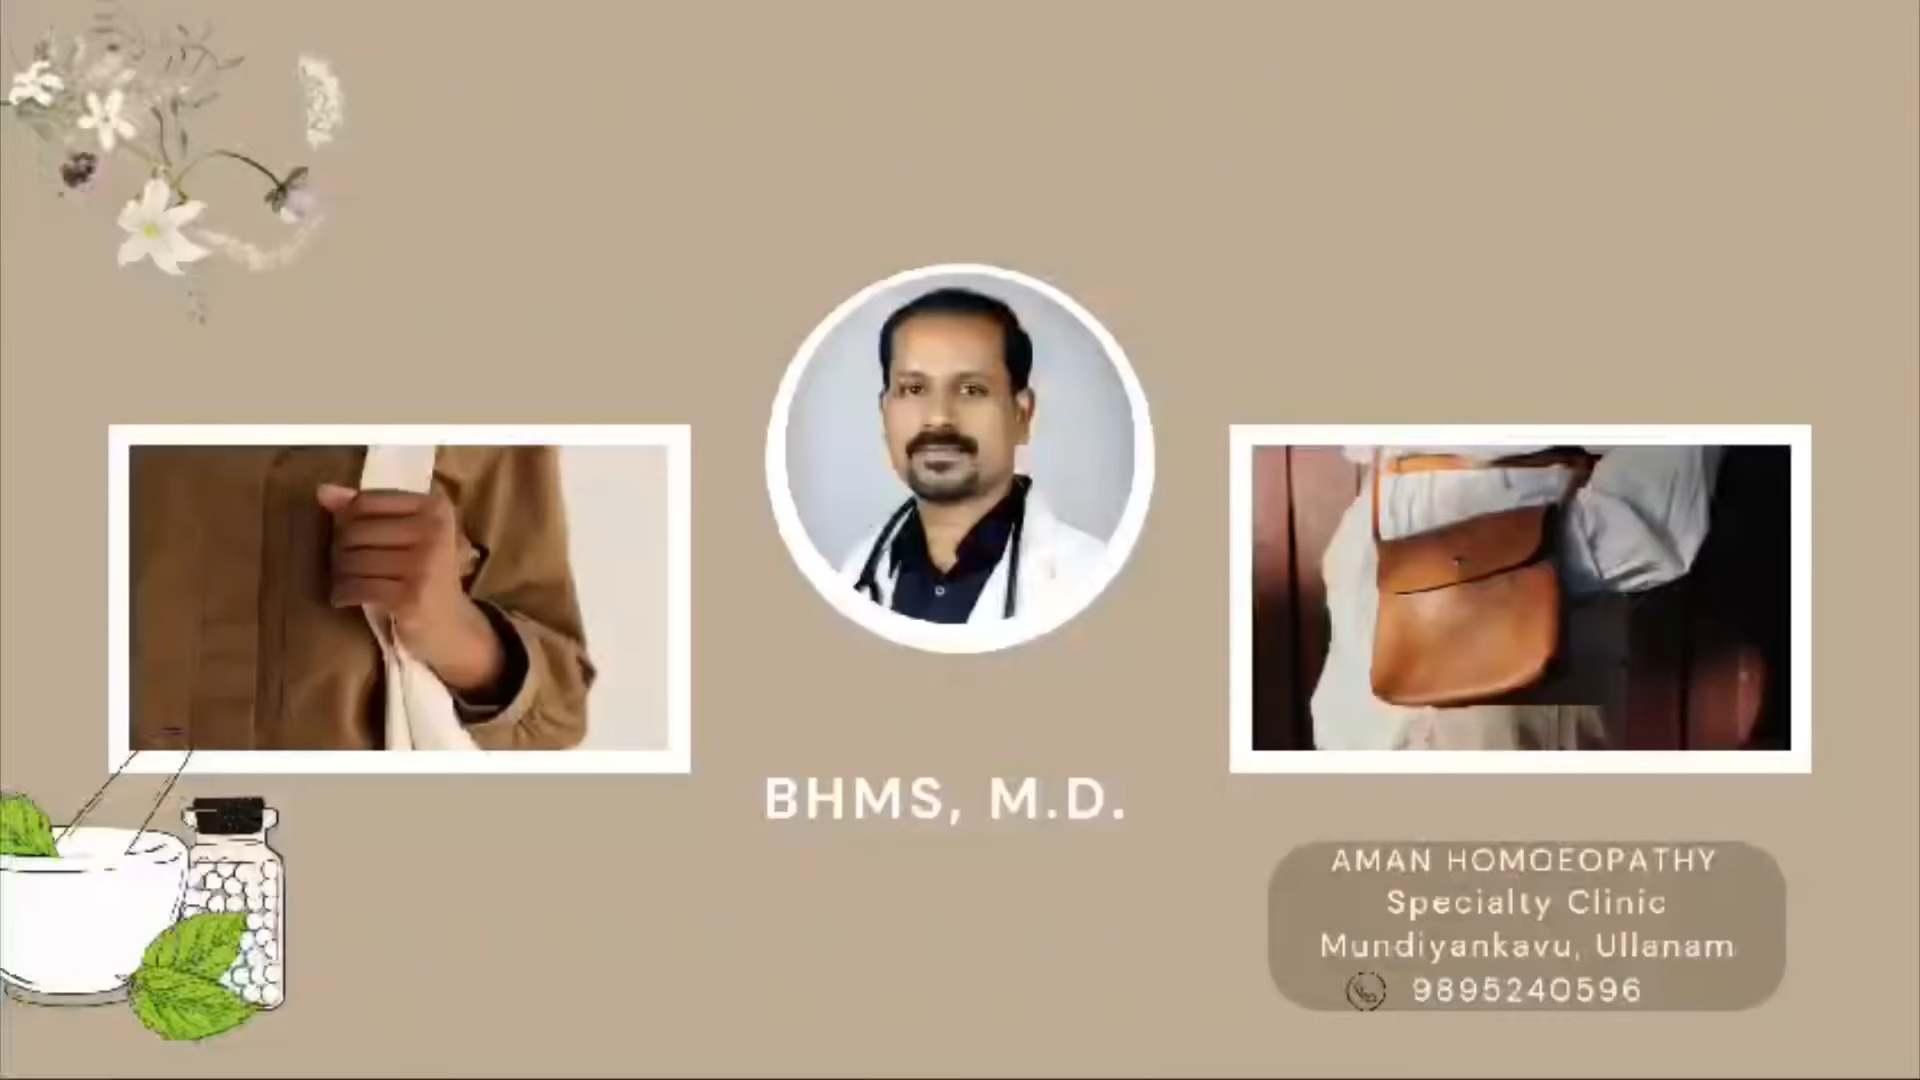 BHMS, M.D.
AMAN HOMOEOPATHY
Specialty Clinic
Mundiyankavu, Ullanam
9895240596